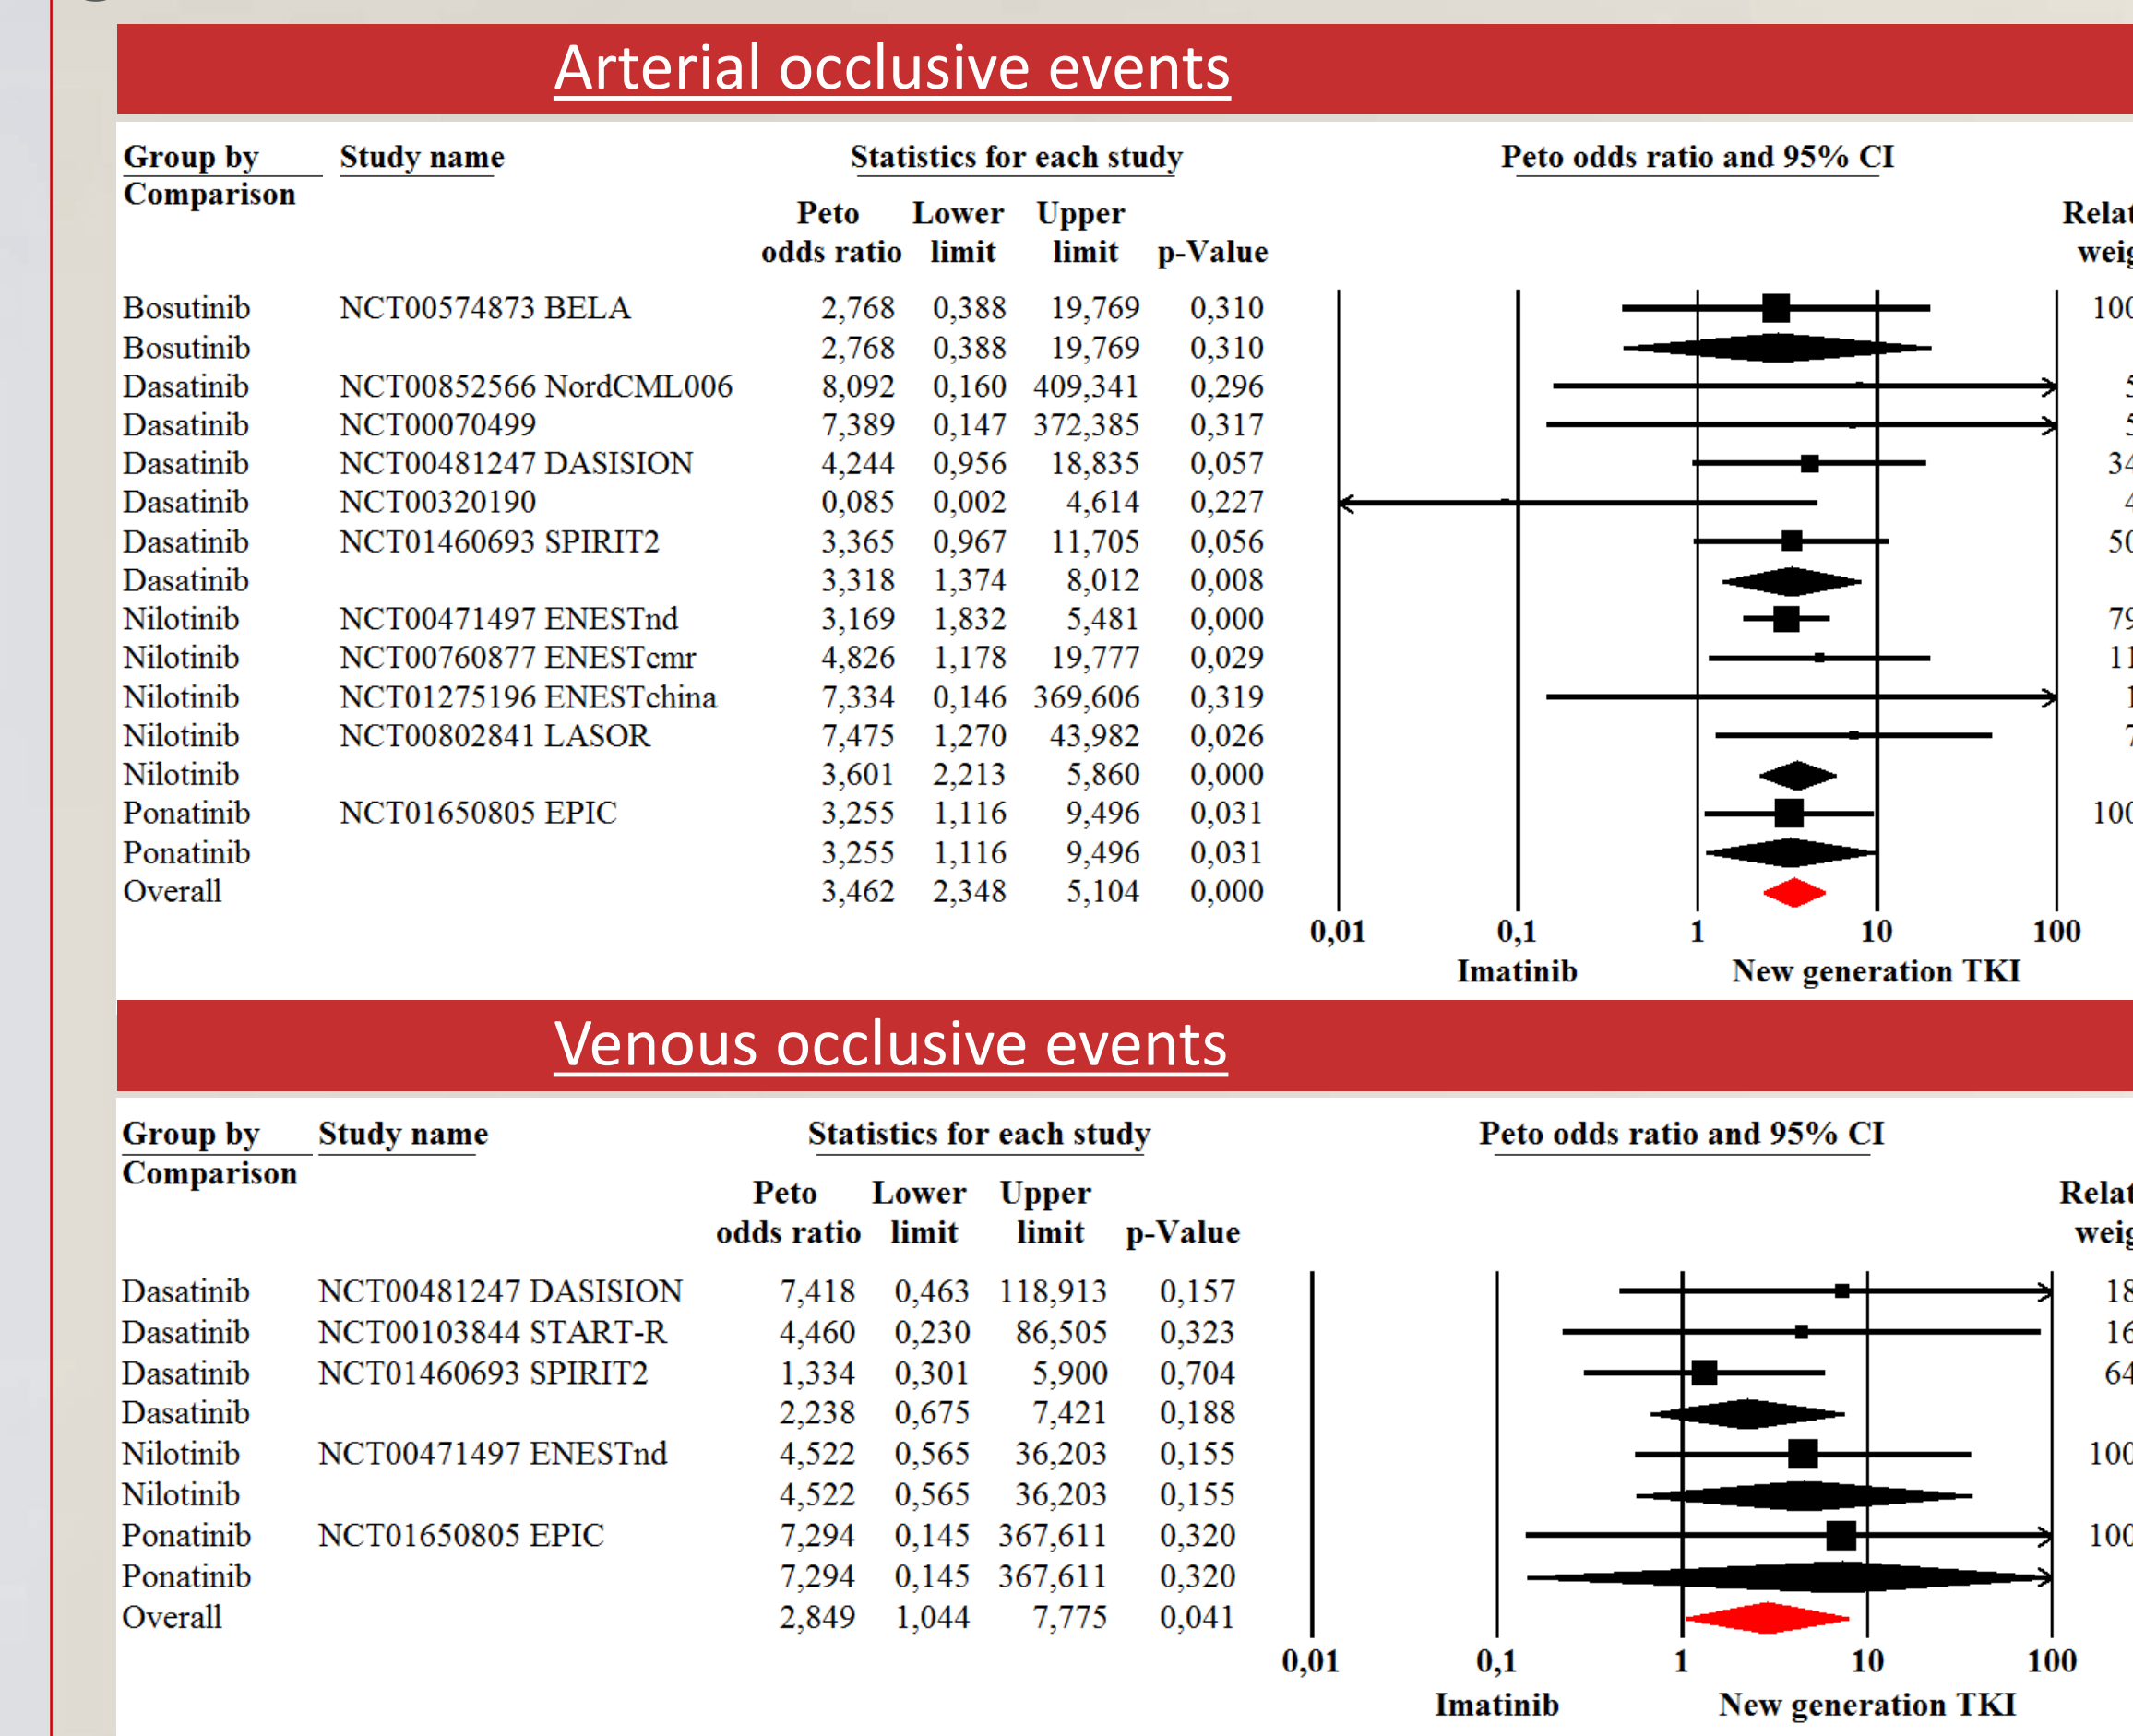 Arterial occlusive events
Group by Study name Statistics for each study Peto odds ratio and 95% CI
Comparison
Peto Lower Upper
odds ratio limit limit p-Value
Bosutinib NCT00574873 BELA 2,768 0,388 19,769 0,310
Bosutinib 2,768 0,388 19,769 0,310
Dasatinib NCT00852566 NordCML006 8,092 0,160 409,341 0,296
Dasatinib NCT00070499 7,389 0,147 372,385 0,317
Dasatinib NCT00481247 DASISION 4,244 0,956 18,835 0,057
Dasatinib NCT00320190 0,085 0,002 4,614 0,227
Dasatinib NCT01460693 SPIRIT2 3,365 0,967 11,705 0,056
Dasatinib 3,318 1,374 8,012 0,008
Nilotinib NCT00471497 ENESTnd 3,169 1,832 5,481 0,000
Nilotinib NCT00760877 ENESTcmr 4,826 1,178 19,777 0,029
Nilotinib NCT01275196 ENESTchina 7,334 0,146 369,606 0,319
Nilotinib NCT00802841 LASOR 7,475 1,270 43,982 0,026
Nilotinib 3,601 2,213 5,860 0,000
Ponatinib NCT01650805 EPIC 3,255 1,116 9,496 0,031
Ponatinib 3,255 1,116 9,496 0,031
Overall 3,462 2,348 5,104 0,000
0,01 0,1 1 10 100
Imatinib New generation TKI
Venous occlusive events
Group by Study name Statistics for each study Peto odds ratio and 95% CI
Comparison
Peto Lower Upper
odds ratio limit limit p-Value
Dasatinib NCT00481247 DASISION 7,418 0,463 118,913 0,157
Dasatinib NCT00103844 START-R 4,460 0,230 86,505 0,323
Dasatinib NCT01460693 SPIRIT2 1,334 0,301 5,900 0,704
Dasatinib 2,238 0,675 7,421 0,188
Nilotinib NCT00471497 ENESTnd 4,522 0,565 36,203 0,155
Nilotinib 4,522 0,565 36,203 0,155
Ponatinib NCT01650805 EPIC 7,294 0,145 367,611 0,320
Ponatinib 7,294 0,145 367,611 0,320
Overall 2,849 1,044 7,775 0,041
0,01 0,1 1 10 100
Imatinib New generation TKI